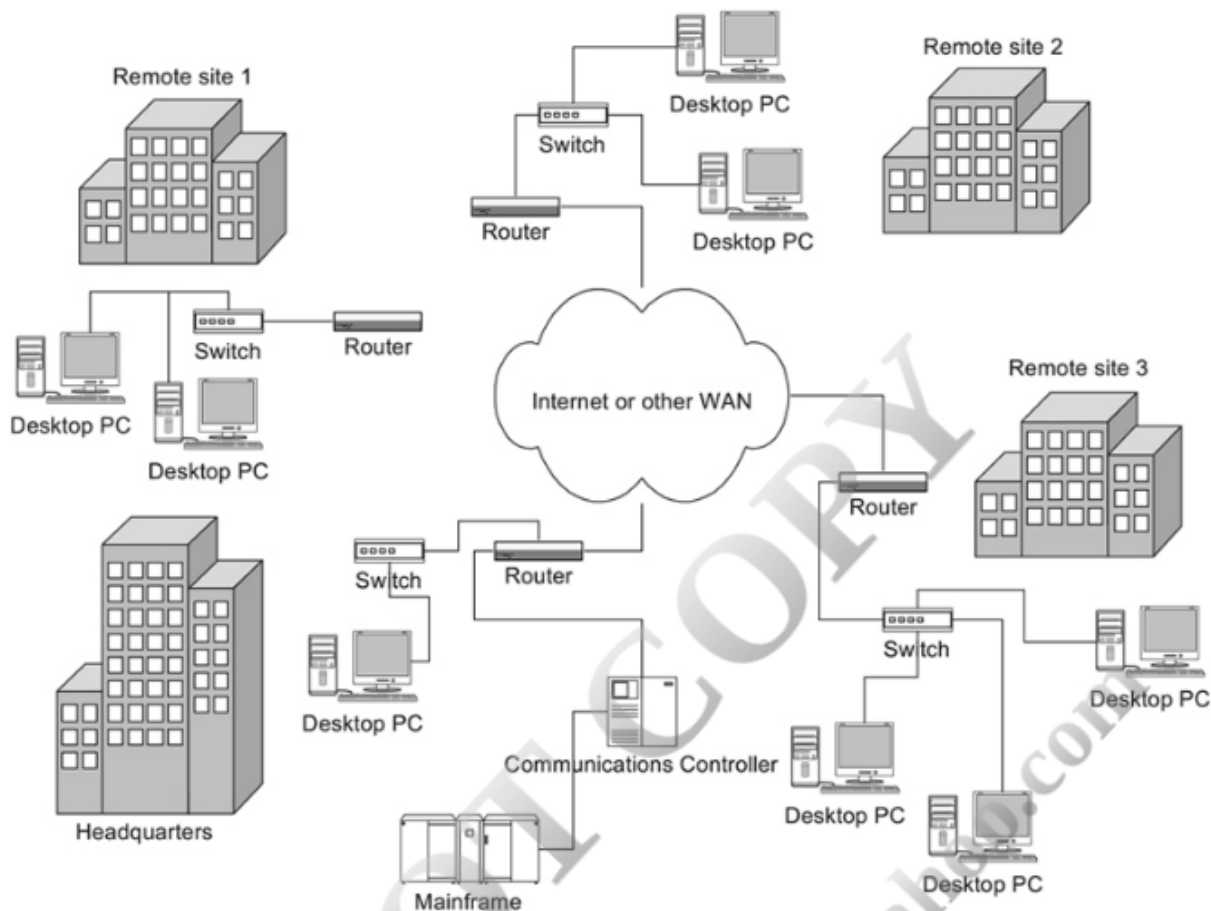 Remote site 1
Desktop PC
Switch
Desktop PC
Router
Remote site 2
Switch
Router
Desktop PC
Desktop PC
Internet or other WAN
Remote site 3
Router
Switch
Router
Switch
Desktop PC
Desktop PC
Communications Controller
Desktop PC
Desktop PC
Headquarters
Mainframe
COPY